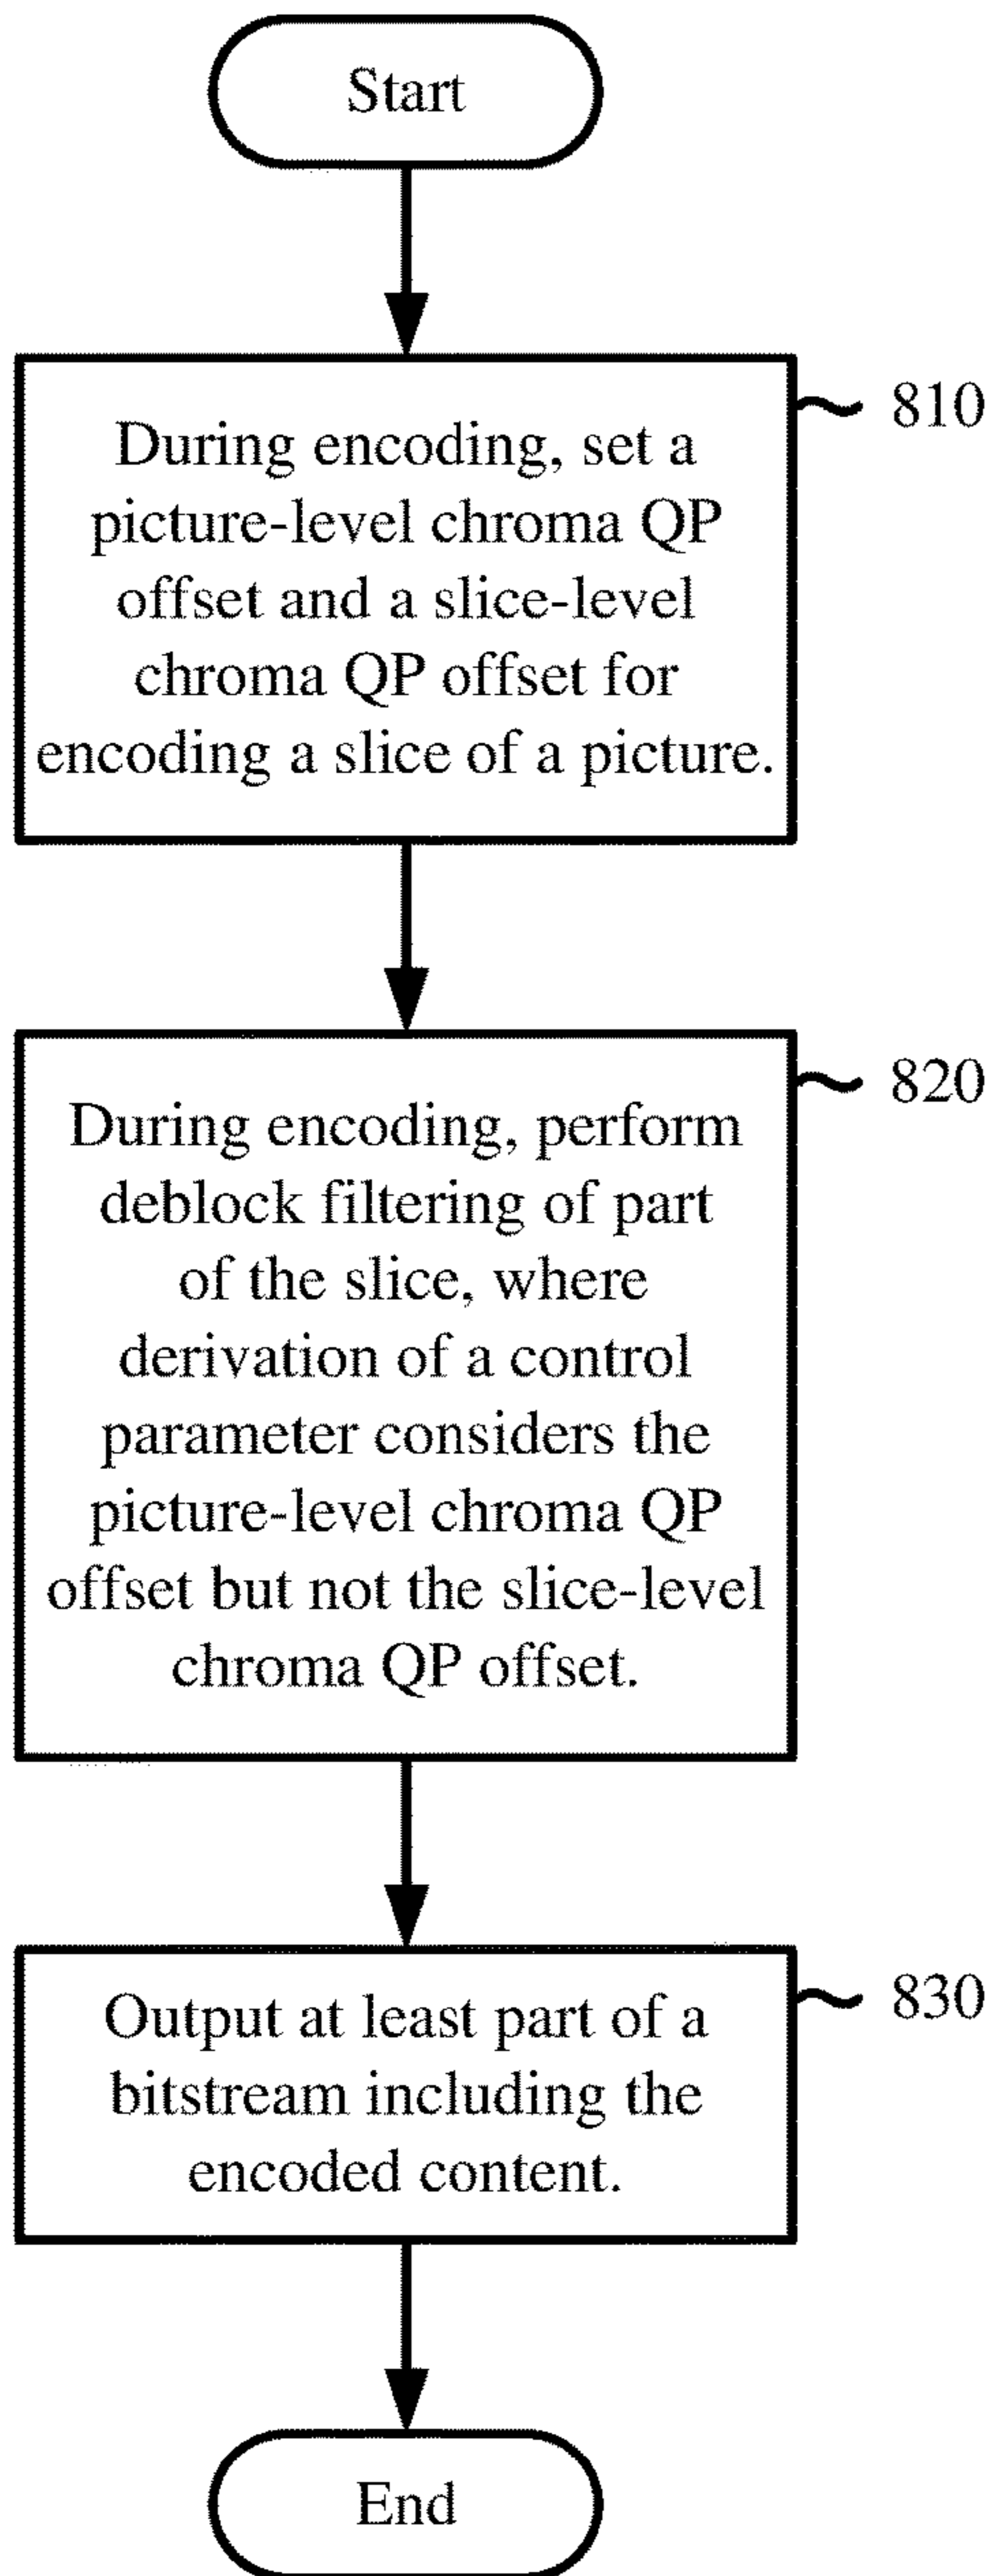 Start
During encoding, set a
picture-level chroma QP
offset and a slice-level
chroma QP offset for
encoding a slice of a picture.
810
During encoding, perform
deblock filtering of part
of the slice, where
derivation of a control
parameter considers the
picture-level chroma QP
offset but not the slice-level
chroma QP offset.
820
Output at least part of a
bitstream including the
encoded content.
830
End